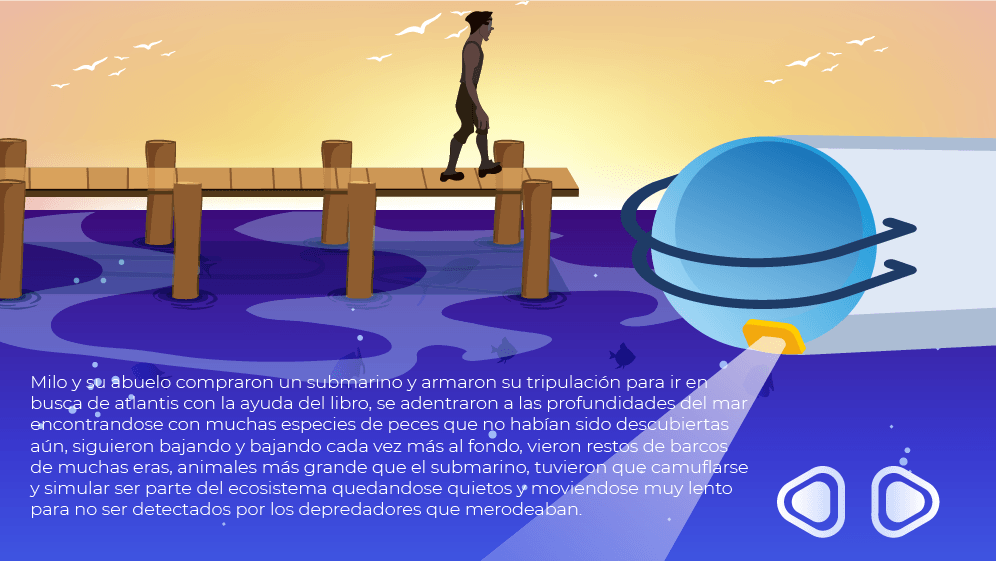 Milo y su abuelo compraron un submarino y armaron su tripulación para ir en
busca de atlantis con la ayuda del libro, se adentraron a las profundidades del mar
encontrandose con muchas especies de peces que no habían sido descubiertas
aún, siguieron bajando y bajando cada vez más al fondo, vieron restos de barcos
de muchas eras, animales más grande que el submarino, tuvieron que camuflarse
y simular ser parte del ecosistema quedandose quietos y moviendose muy lento
para no ser detectados por los depredadores que merodeaban.